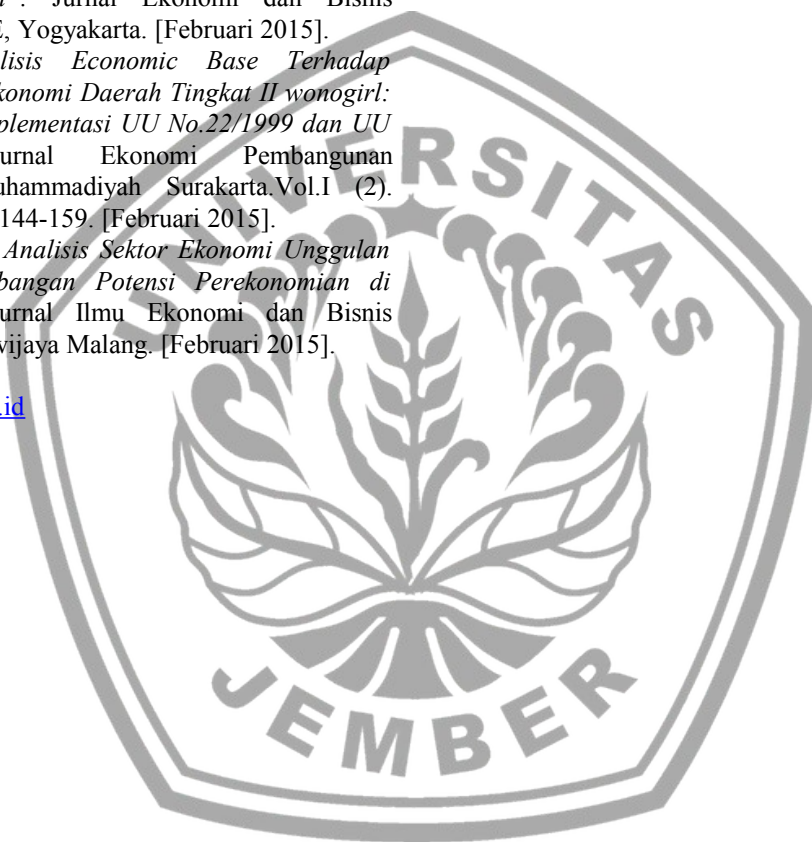 . Jurnal Ekonomi dan Bisnis
, Yogyakarta. [Februari 2015].
lisis Economic Base Terhadap
konomi Daerah Tingkat II wonogirl:
plementasi UU No.22/1999 dan UU
urnal Ekonomi Pembangunan
uhammadiyah Surakarta.Vol.I (2).
144-159. [Februari 2015].
Analisis Sektor Ekonomi Unggulan
bangan Potensi Perekonomian di
urnal Ilmu Ekonomi dan Bisnis
wijaya Malang. [Februari 2015].
.id
UNIVERSITAS
JEMBER